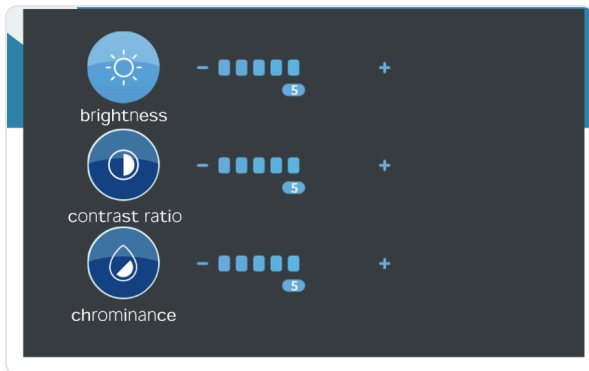 - +
5
brightness
- +
5
contrast ratio
- +
5
chrominance